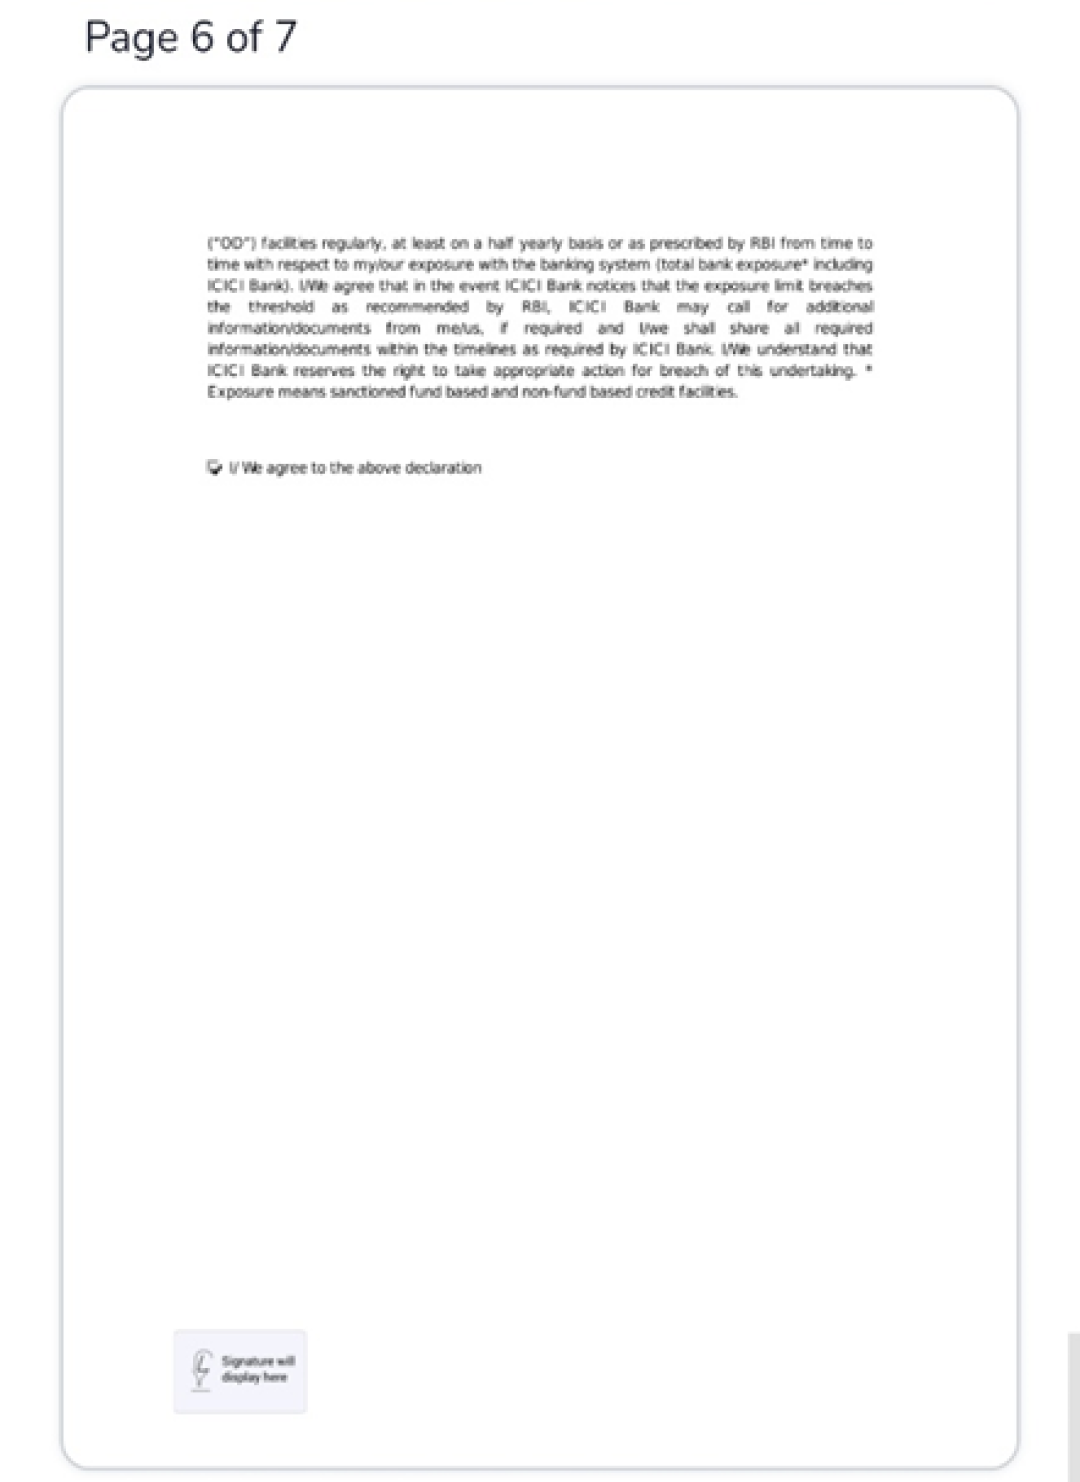 Page 6 of 7
("OD") facilities regularly, at least on a half yearly basis or as prescribed by RBI from time to
time with respect to my/our exposure with the banking system (total bank exposure* including
ICICI Bank). I/We agree that in the event ICICI Bank notices that the exposure limit breaches
the threshold as recommended by RBI, ICICI Bank may call for additional
information/documents from me/us, if required and I/we shall share all required
information/documents within the timelines as required by ICICI Bank. I/We understand that
ICICI Bank reserves the right to take appropriate action for breach of this undertaking. *
Exposure means sanctioned fund based and non-fund based credit facilities.
I/ We agree to the above declaration
Signature will
display here